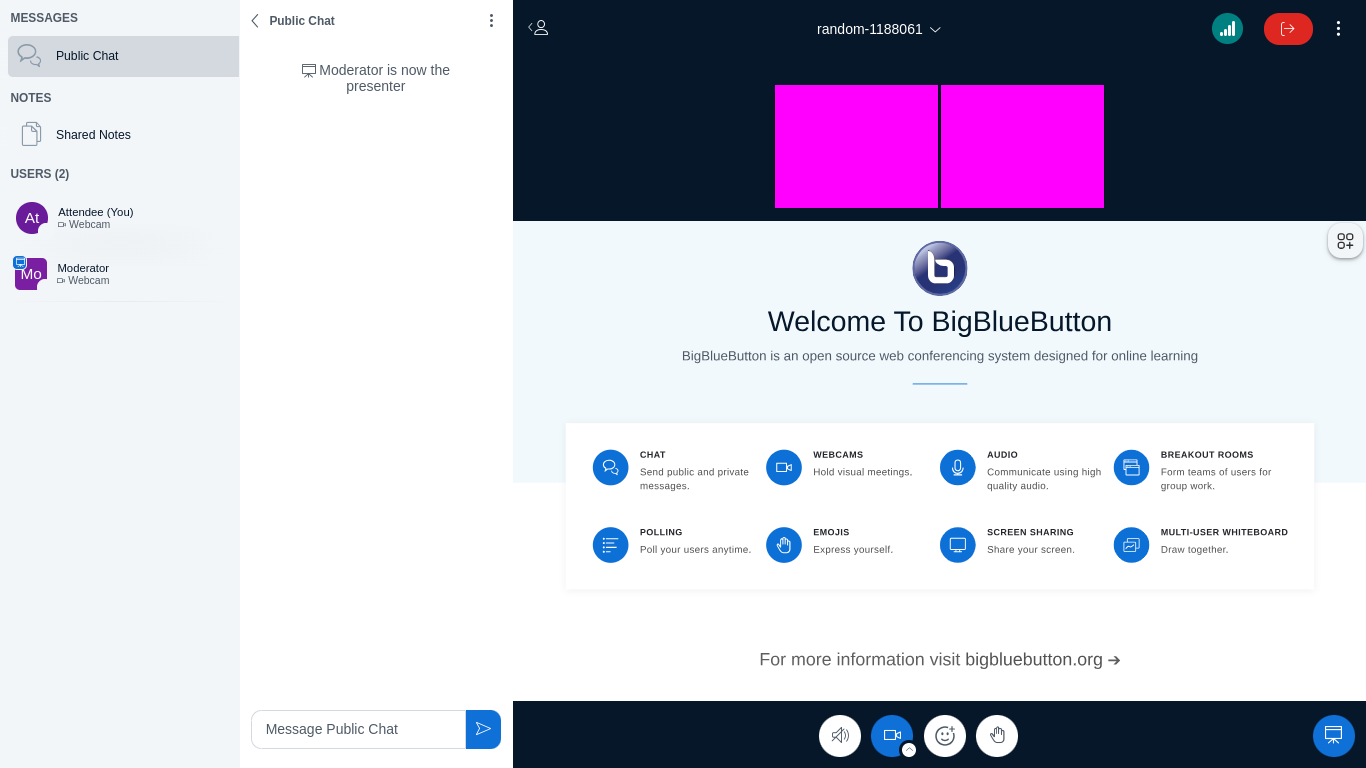 MESSAGES
Public Chat
NOTES
Shared Notes
USERS (2)
At
Attendee (You)
Webcam
Mo
Moderator
Webcam
Public Chat
Moderator is now the
presenter
Message Public Chat
random-1188061
Welcome To BigBlueButton
BigBlueButton is an open source web conferencing system designed for online learning
CHAT
Send public and private
messages.
WEBCAMS
Hold visual meetings.
AUDIO
Communicate using high
quality audio.
BREAKOUT ROOMS
Form teams of users for
group work.
POLLING
Poll your users anytime.
EMOJIS
Express yourself.
SCREEN SHARING
Share your screen.
MULTI-USER WHITEBOARD
Draw together.
For more information visit bigbluebutton.org →